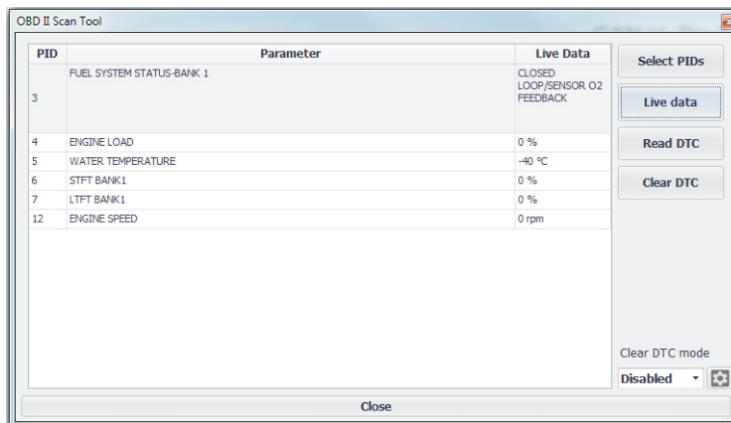 OBD II Scan Tool
PID Parameter Live Data
3 FUEL SYSTEM STATUS-BANK 1 CLOSED
LOOP/SENSOR O2
FEEDBACK
4 ENGINE LOAD 0 %
5 WATER TEMPERATURE -40 ºC
6 STFT BANK1 0 %
7 LTFT BANK1 0 %
12 ENGINE SPEED 0 rpm
Select PIDs
Live data
Read DTC
Clear DTC
Clear DTC mode
Disabled
Close